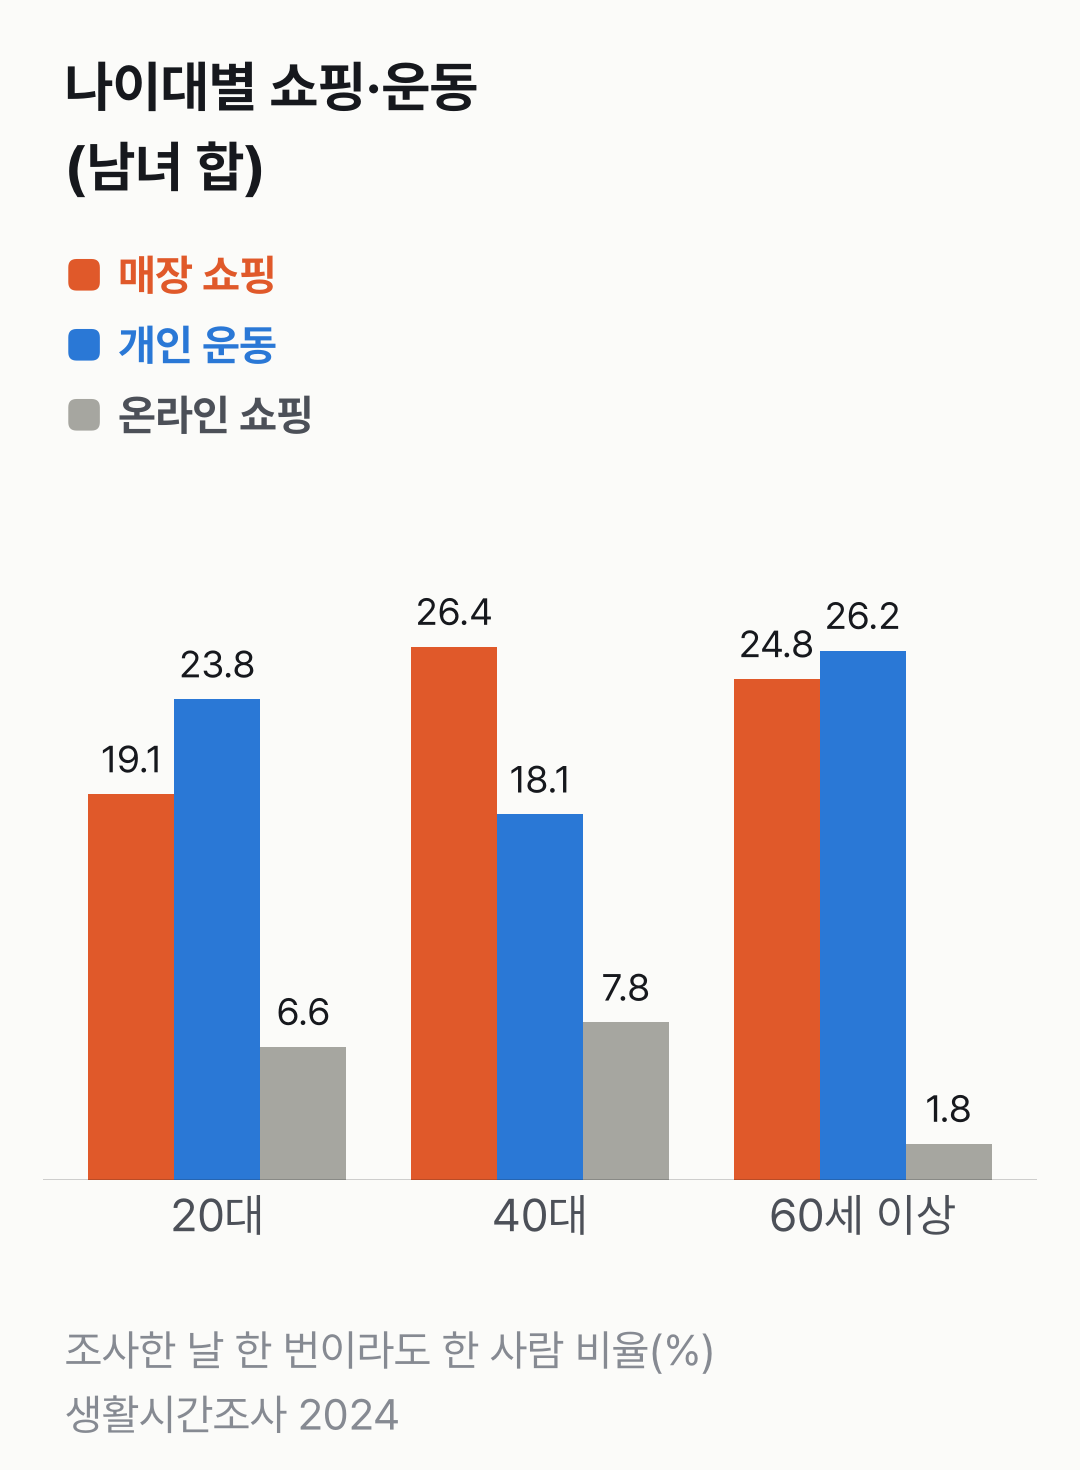 나이대별 쇼핑·운동
(남녀 합)
매장 쇼핑
개인 운동
온라인 쇼핑
19.1
23.8
6.6
26.4
18.1
7.8
24.8
26.2
1.8
20대
40대
60세 이상
조사한 날 한 번이라도 한 사람 비율(%)
생활시간조사 2024